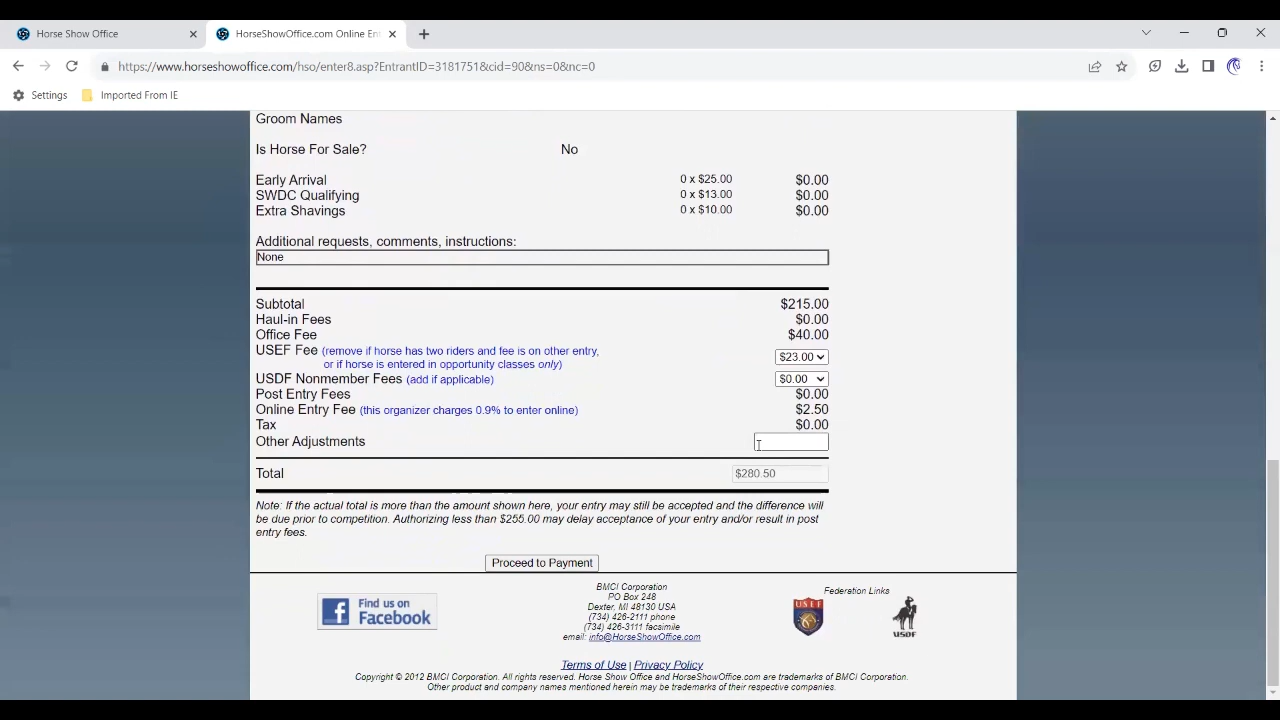 Horse Show Office
HorseShowOffice.com Online En
https://www.horseshowoffice.com/hso/enter8.asp?EntrantID=3181751&cid=90&ns=0&nc=0
Settings Imported From IE
Groom Names
Is Horse For Sale? No
Early Arrival 0 x $25.00 $0.00
SWDC Qualifying 0 x $13.00 $0.00
Extra Shavings 0 x $10.00 $0.00
Additional requests, comments, instructions:
None
Subtotal $215.00
Haul-in Fees $0.00
Office Fee $40.00
USEF Fee (remove if horse has two riders and fee is on other entry, $23.00
or if horse is entered in opportunity classes only)
USDF Nonmember Fees (add if applicable) $0.00
Post Entry Fees $0.00
Online Entry Fee (this organizer charges 0.9% to enter online) $2.50
Tax $0.00
Other Adjustments
Total $280.50
Note: If the actual total is more than the amount shown here, your entry may still be accepted and the difference will
be due prior to competition. Authorizing less than $255.00 may delay acceptance of your entry and/or result in post
entry fees.
Proceed to Payment
Find us on
Facebook
BMCI Corporation
PO Box 248
Dexter, MI 48130 USA
(734) 426-2111 phone
(734) 426-3111 facsimile
email: info@HorseShowOffice.com
Federation Links
USEF
USDF
Terms of Use | Privacy Policy
Copyright © 2012 BMCI Corporation. All rights reserved. Horse Show Office and HorseShowOffice.com are trademarks of BMCI Corporation.
Other product and company names mentioned herein may be trademarks of their respective companies.